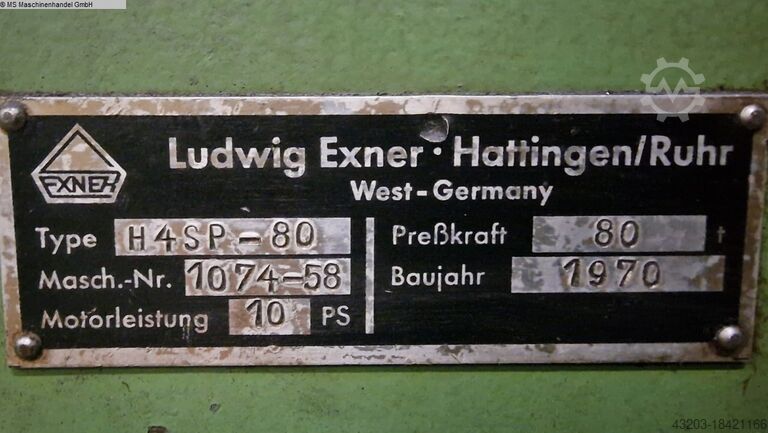 ® MS Maschinenhandel GmbH
EXNER
Ludwig Exner · Hattingen/Ruhr
West-Germany
Type H4SP-80
Masch.-Nr. 1074-58
Motorleistung 10 PS
Preßkraft 80 t
Baujahr 1970
43203-18421166